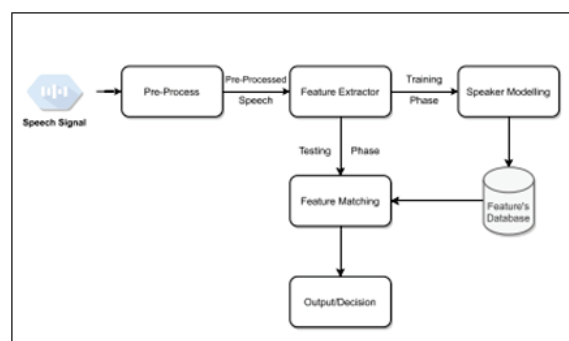 Speech Signal
Pre-Process
Pre-Processed
Speech
Feature Extractor
Training
Phase
Speaker Modelling
Testing Phase
Feature Matching
Feature's
Database
Output/Decision